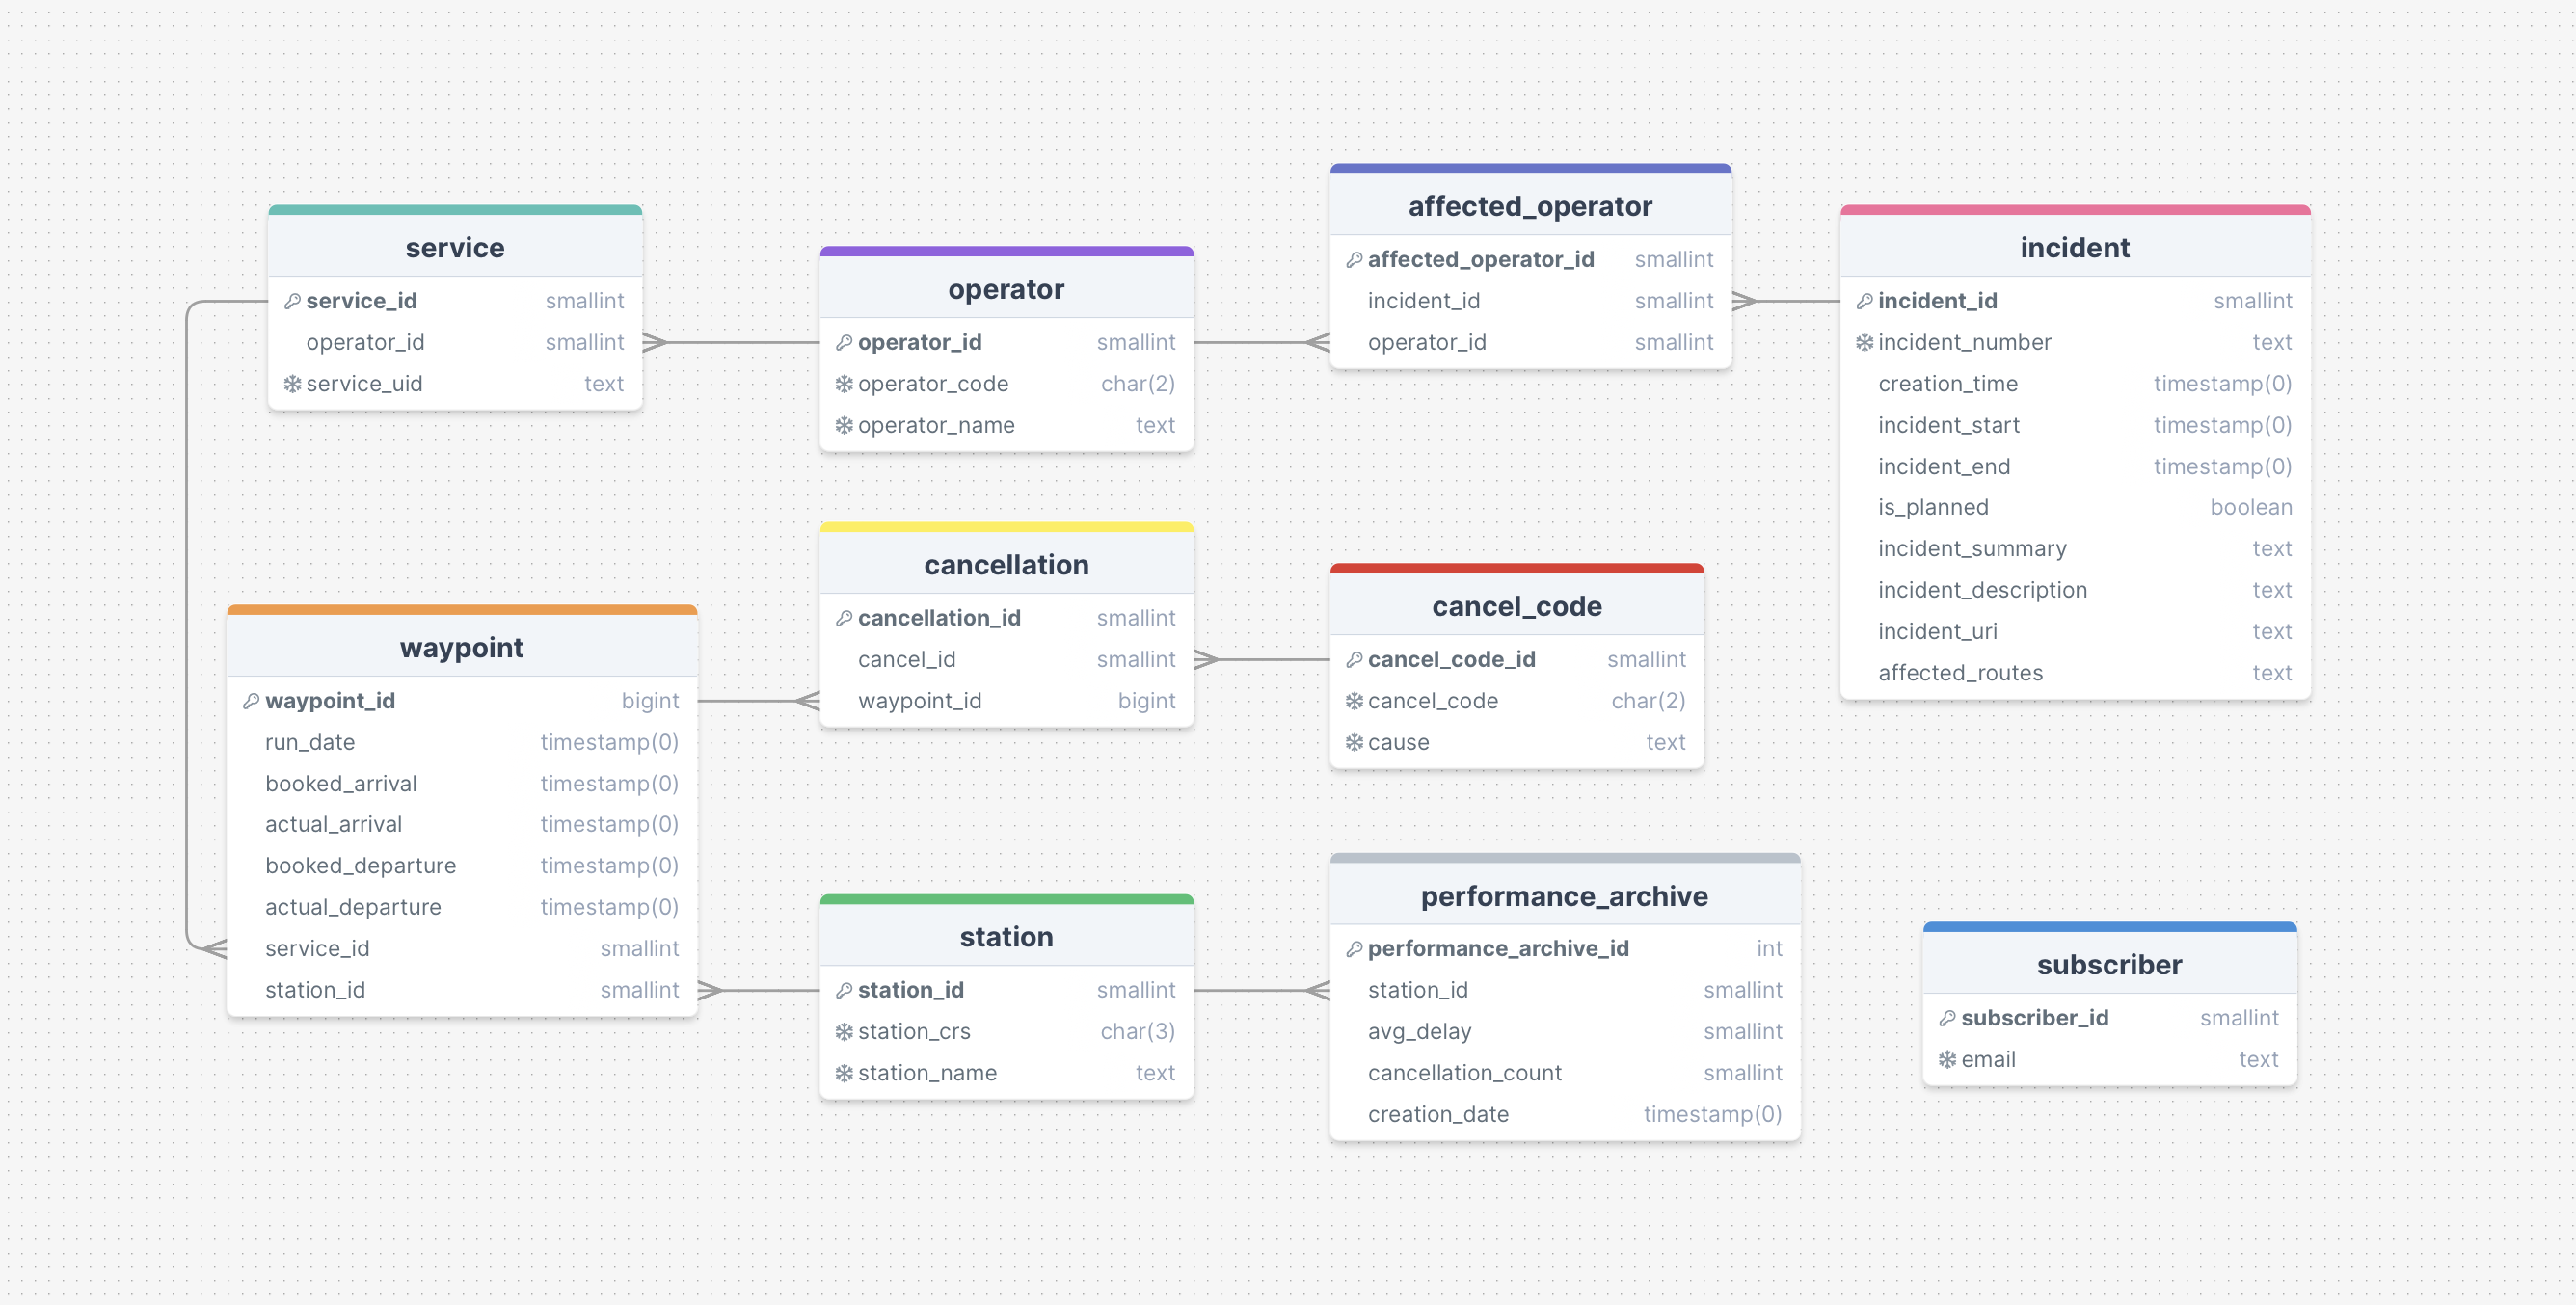 service
service_id smallint
operator_id smallint
service_uid text
operator
operator_id smallint
operator_code char(2)
operator_name text
affected_operator
affected_operator_id smallint
incident_id smallint
operator_id smallint
incident
incident_id smallint
incident_number text
creation_time timestamp(0)
incident_start timestamp(0)
incident_end timestamp(0)
is_planned boolean
incident_summary text
incident_description text
incident_uri text
affected_routes text
waypoint
waypoint_id bigint
run_date timestamp(0)
booked_arrival timestamp(0)
actual_arrival timestamp(0)
booked_departure timestamp(0)
actual_departure timestamp(0)
service_id smallint
station_id smallint
cancellation
cancellation_id smallint
cancel_id smallint
waypoint_id bigint
cancel_code
cancel_code_id smallint
cancel_code char(2)
cause text
station
station_id smallint
station_crs char(3)
station_name text
performance_archive
performance_archive_id int
station_id smallint
avg_delay smallint
cancellation_count smallint
creation_date timestamp(0)
subscriber
subscriber_id smallint
email text